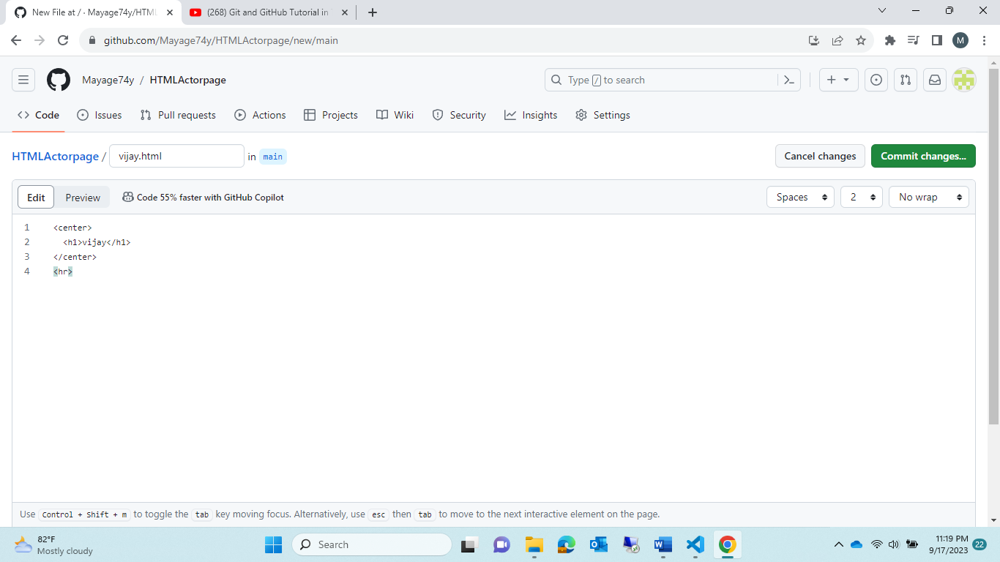 New File at / · Mayage74y/HTML
(268) Git and GitHub Tutorial in
github.com/Mayage74y/HTMLActorpage/new/main
M
Mayage74y / HTMLActorpage
Type / to search
Code
Issues
Pull requests
Actions
Projects
Wiki
Security
Insights
Settings
HTMLActorpage / vijay.html in main
Cancel changes
Commit changes...
Edit
Preview
Code 55% faster with GitHub Copilot
Spaces
2
No wrap
1 <center>
2 <h1>vijay</h1>
3 </center>
4 <hr>
Use Control + Shift + m to toggle the tab key moving focus. Alternatively, use esc then tab to move to the next interactive element on the page.
82°F
Mostly cloudy
Search
11:19 PM
9/17/2023
22